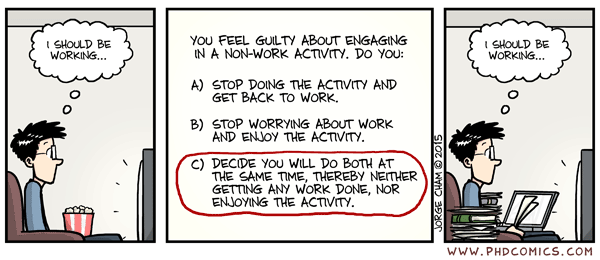 I SHOULD BE
WORKING...
YOU FEEL GUILTY ABOUT ENGAGING
IN A NON-WORK ACTIVITY. DO YOU:
A) STOP DOING THE ACTIVITY AND
GET BACK TO WORK.
B) STOP WORRYING ABOUT WORK
AND ENJOY THE ACTIVITY.
C) DECIDE YOU WILL DO BOTH AT
THE SAME TIME, THEREBY NEITHER
GETTING ANY WORK DONE, NOR
ENJOYING THE ACTIVITY.
JORGE CHAM © 2015
I SHOULD BE
WORKING...
WWW.PHDCOMICS.COM